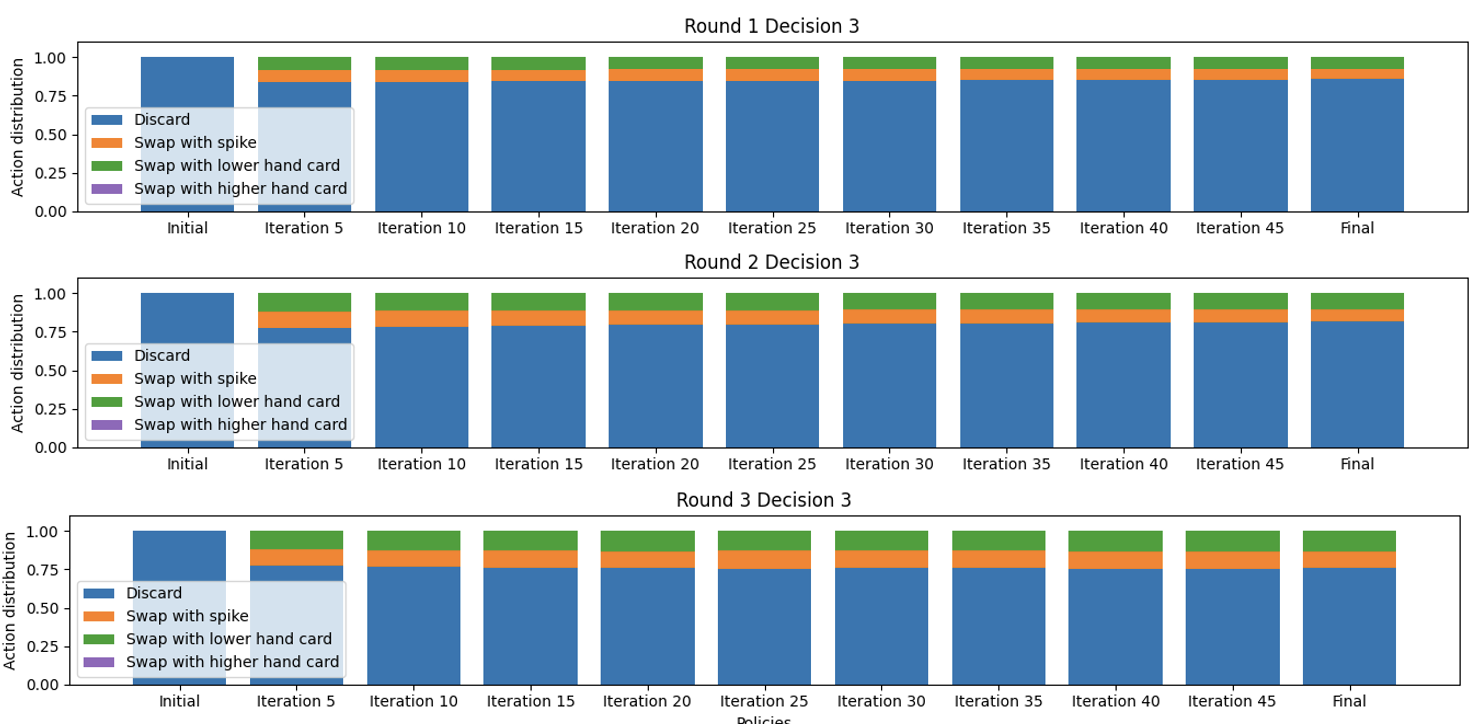 Round 1 Decision 3
Action distribution
1.00
0.75
0.50
0.25
0.00
Discard
Swap with spike
Swap with lower hand card
Swap with higher hand card
Initial Iteration 5 Iteration 10 Iteration 15 Iteration 20 Iteration 25 Iteration 30 Iteration 35 Iteration 40 Iteration 45 Final
Round 2 Decision 3
Action distribution
1.00
0.75
0.50
0.25
0.00
Discard
Swap with spike
Swap with lower hand card
Swap with higher hand card
Initial Iteration 5 Iteration 10 Iteration 15 Iteration 20 Iteration 25 Iteration 30 Iteration 35 Iteration 40 Iteration 45 Final
Round 3 Decision 3
Action distribution
1.00
0.75
0.50
0.25
0.00
Discard
Swap with spike
Swap with lower hand card
Swap with higher hand card
Initial Iteration 5 Iteration 10 Iteration 15 Iteration 20 Iteration 25 Iteration 30 Iteration 35 Iteration 40 Iteration 45 Final
Policies